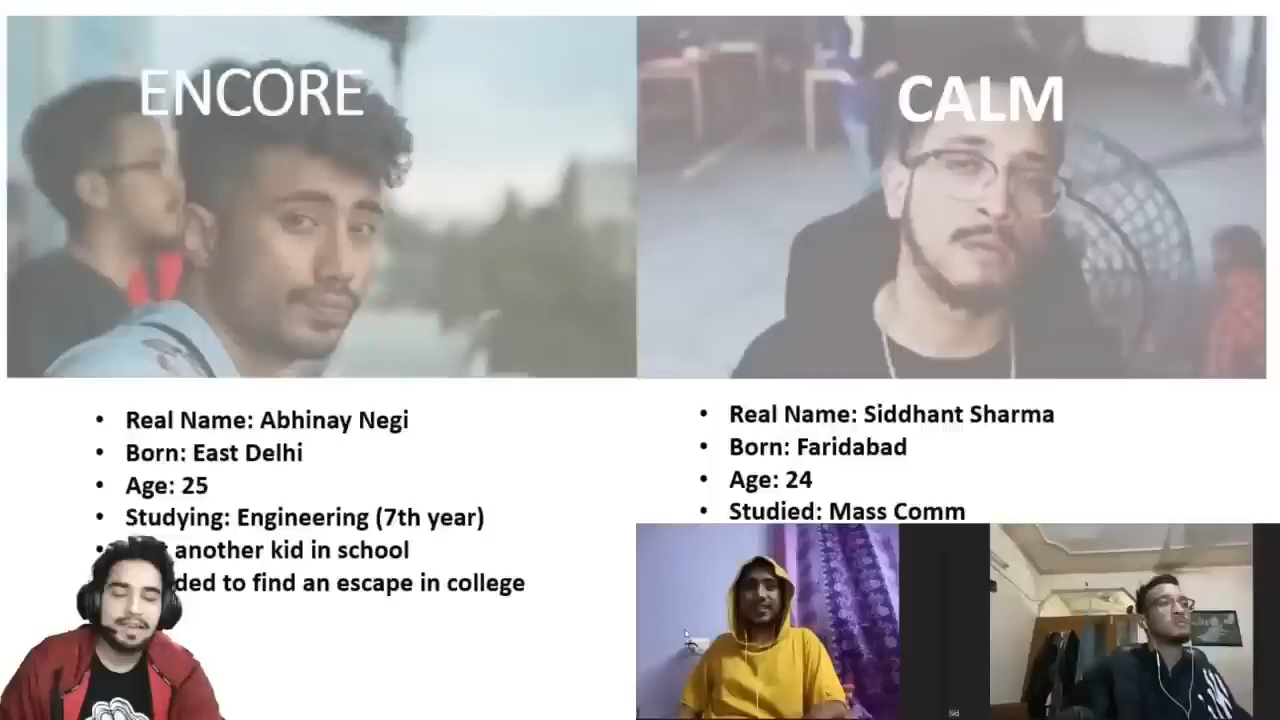 ENCORE
CALM
• Real Name: Abhinay Negi
• Born: East Delhi
• Age: 25
• Studying: Engineering (7th year)
• another kid in school
to find an escape in college
• Real Name: Siddhant Sharma
• Born: Faridabad
• Age: 24
• Studied: Mass Comm
Sid